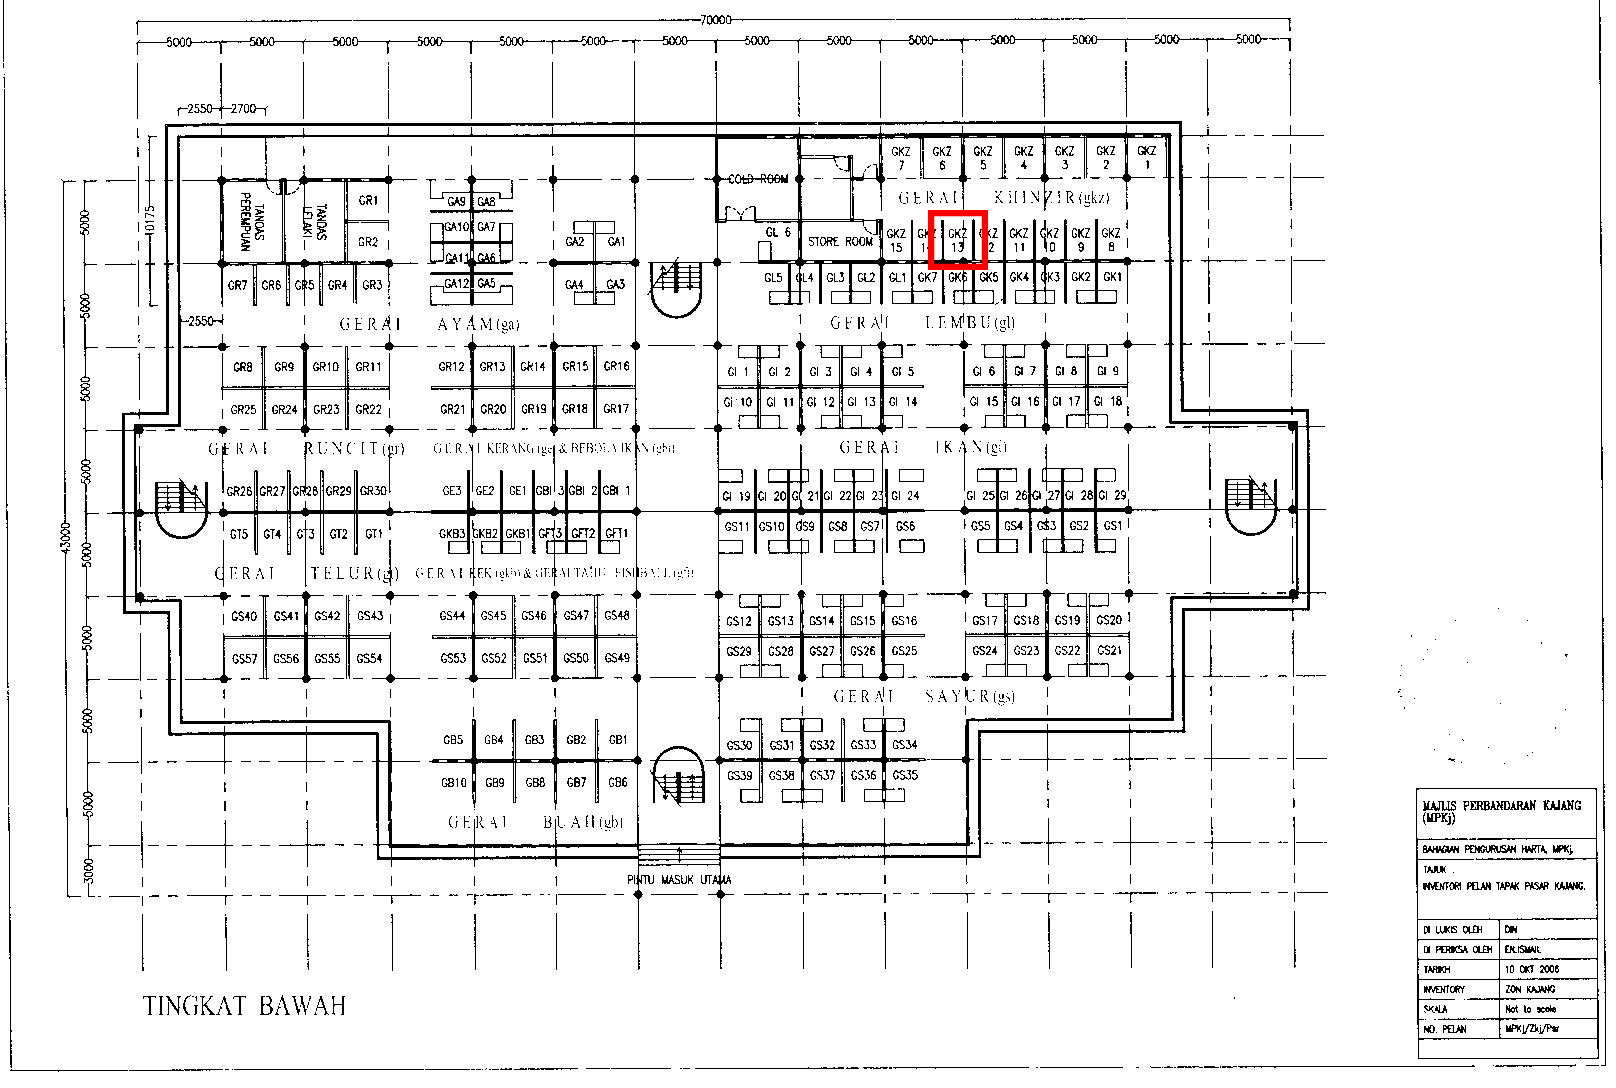 70000
5000 5000 5000 5000 5000 5000 5000 5000 5000 5000 5000 5000 5000 5000
2550 2700
GKZ 7 GKZ 6 GKZ 5 GKZ 4 GKZ 3 GKZ 2 GKZ 1
COLD ROOM
GERAI KHINZIR(gkz)
10175
TANDAS PEREMPUAN
TANDAS LELAKI
GR1
GR2
GA9 GA8
GA10 GA7
GA11 GA6
GA12 GA5
GA2 GA1
GA4 GA3
GL 6
STORE ROOM
GKZ 15 GKZ 13 GKZ 11 GKZ 10 GKZ 9 GKZ 8
GR7 GR6 GR5 GR4 GR3
GL5 GL4 GL3 GL2 GL1 GK7 GK6 GK5 GK4 GK3 GK2 GK1
2550
GERAI AYAM(ga)
GERAI LEMBU(gl)
GR8 GR9 GR10 GR11 GR12 GR13 GR14 GR15 GR16
GI 1 GI 2 GI 3 GI 4 GI 5 GI 6 GI 7 GI 8 GI 9
GR25 GR24 GR23 GR22 GR21 GR20 GR19 GR18 GR17
GI 10 GI 11 GI 12 GI 13 GI 14 GI 15 GI 16 GI 17 GI 18
GERAI RUNCIT(gr)
GERAI KERANG(ge) & BEBOLA IKAN(gbi)
GERAI IKAN(gi)
GR26 GR27 GR28 GR29 GR30 GE3 GE2 GE1 GBI 3 GBI 2 GBI 1
GI 19 GI 20 GI 21 GI 22 GI 23 GI 24 GI 25 GI 26 GI 27 GI 28 GI 29
GT5 GT4 GT3 GT2 GT1 GKB3 GKB2 GKB1 GFT3 GFT2 GFT1
GS11 GS10 GS9 GS8 GS7 GS6 GS5 GS4 GS3 GS2 GS1
GERAI TELUR(gt)
GERAI KEK(gkb) & GERAI TAHU FISHBALL(gft)
GS40 GS41 GS42 GS43 GS44 GS45 GS46 GS47 GS48
GS12 GS13 GS14 GS15 GS16 GS17 GS18 GS19 GS20
GS57 GS56 GS55 GS54 GS53 GS52 GS51 GS50 GS49
GS29 GS28 GS27 GS26 GS25 GS24 GS23 GS22 GS21
GERAI SAYUR(gs)
GB5 GB4 GB3 GB2 GB1
GS30 GS31 GS32 GS33 GS34
GB10 GB9 GB8 GB7 GB6
GS39 GS38 GS37 GS36 GS35
GERAI BUAH(gb)
PINTU MASUK UTAMA
43000
5000
5000
5000
5000
5000
5000
5000
5000
3000
TINGKAT BAWAH
MAJLIS PERBANDARAN KAJANG
(MPKj)
BAHAGIAN PENGURUSAN HARTA, MPKj.
TAJUK .
INVENTORI PELAN TAPAK PASAR KAJANG.
DI LUKIS OLEH DIN
DI PERIKSA OLEH EN.ISMAIL
TARIKH 10 OKT 2006
INVENTORY ZON KAJANG
SKALA Not to scale
NO. PELAN MPKj/Zkj/Psr